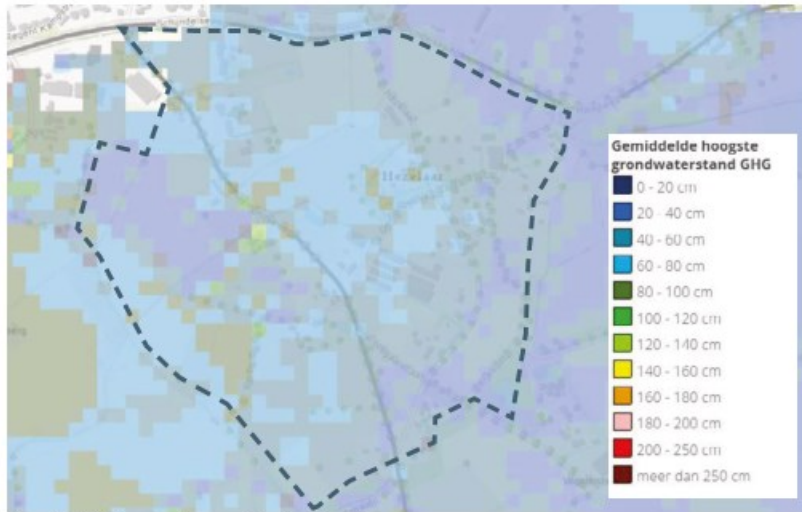 Herelaar
Gemiddelde hoogste
grondwaterstand GHG
0 - 20 cm
20 - 40 cm
40 - 60 cm
60 - 80 cm
80 - 100 cm
100 - 120 cm
120 - 140 cm
140 - 160 cm
160 - 180 cm
180 - 200 cm
200 - 250 cm
meer dan 250 cm